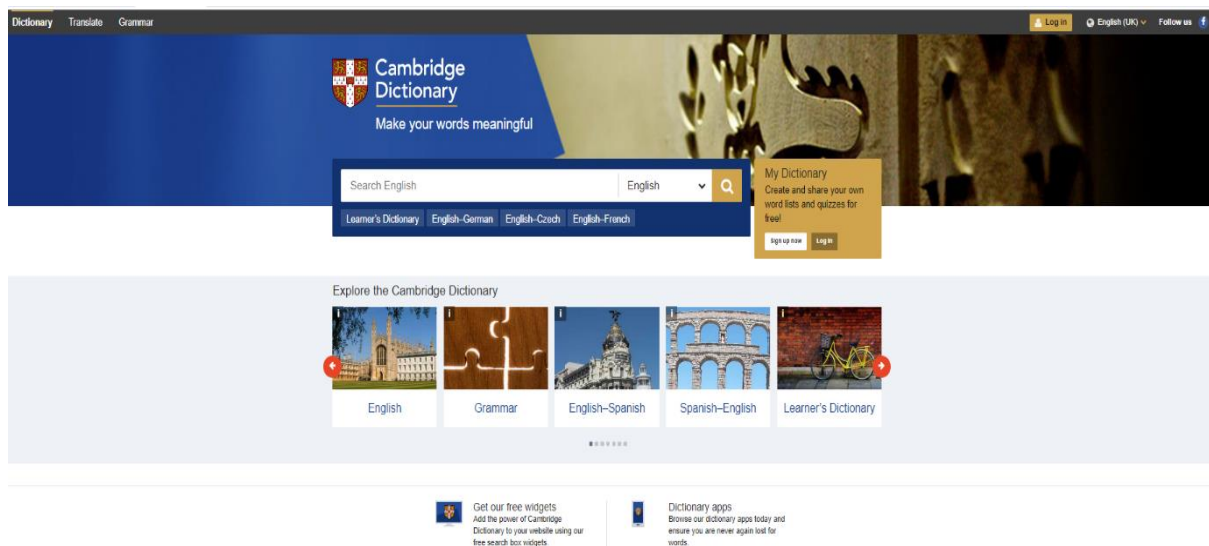 Dictionary Translate Grammar
Log in English (UK) Follow us
Cambridge
Dictionary
Make your words meaningful
Search English English
Learner's Dictionary English–German English–Czech English–French
My Dictionary
Create and share your own
word lists and quizzes for
free!
Sign up now Log in
Explore the Cambridge Dictionary
English
Grammar
English–Spanish
Spanish–English
Learner's Dictionary
Get our free widgets
Add the power of Cambridge
Dictionary to your website using our
free search box widgets.
Dictionary apps
Browse our dictionary apps today and
ensure you are never again lost for
words.